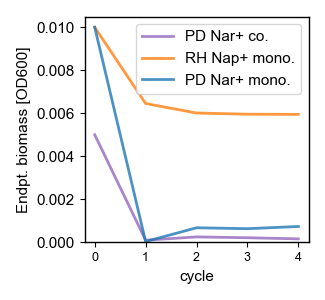 0.010
0.008
0.006
0.004
0.002
0.000
Endpt. biomass [OD600]
PD Nar+ co.
RH Nap+ mono.
PD Nar+ mono.
0 1 2 3 4
cycle